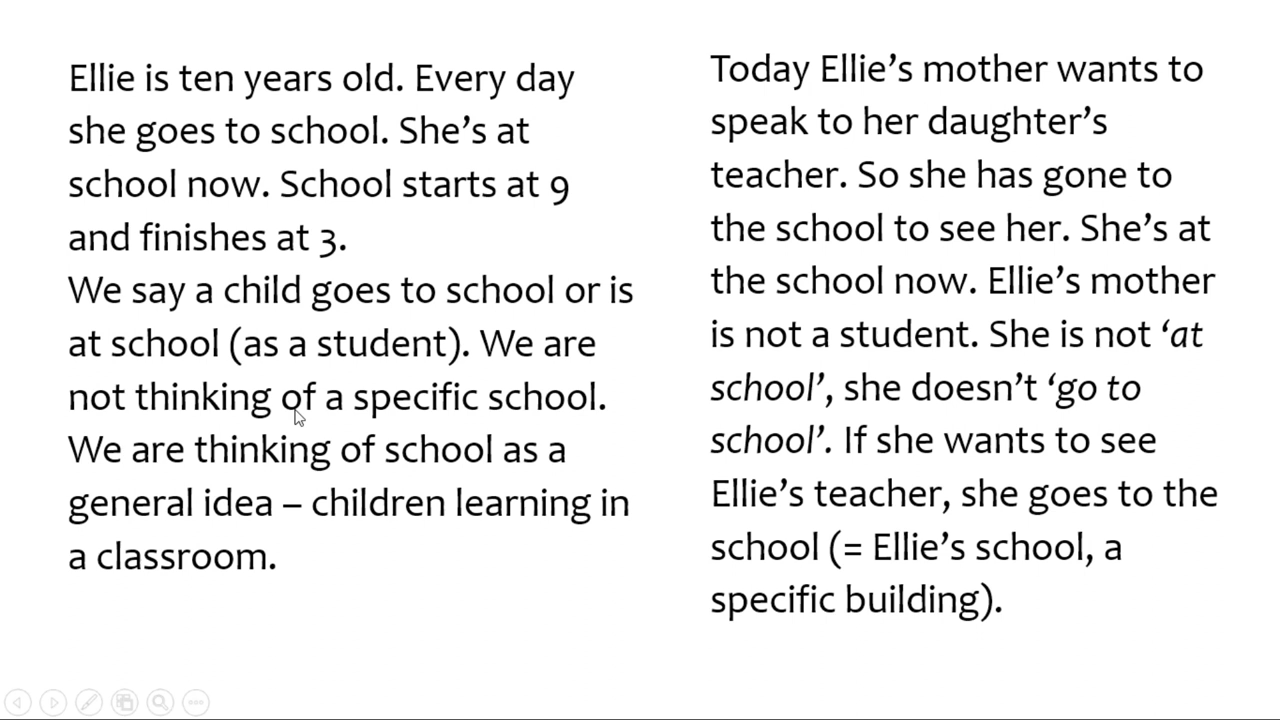 Ellie is ten years old. Every day
she goes to school. She’s at
school now. School starts at 9
and finishes at 3.
We say a child goes to school or is
at school (as a student). We are
not thinking of a specific school.
We are thinking of school as a
general idea – children learning in
a classroom.
Today Ellie’s mother wants to
speak to her daughter’s
teacher. So she has gone to
the school to see her. She’s at
the school now. Ellie’s mother
is not a student. She is not ‘at
school’, she doesn’t ‘go to
school’. If she wants to see
Ellie’s teacher, she goes to the
school (= Ellie’s school, a
specific building).